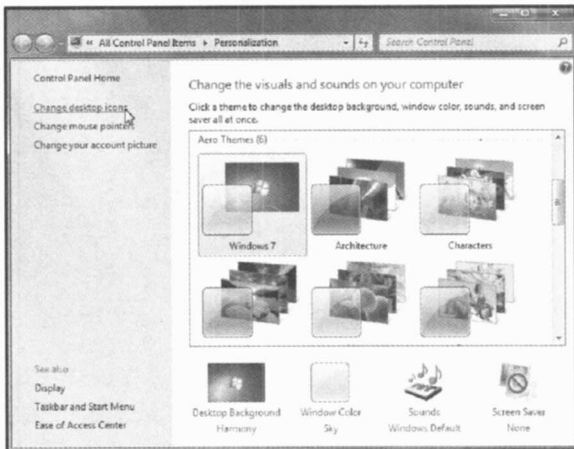 « All Control Panel Items ▸ Personalization
Search Control Panel
Control Panel Home
Change desktop icons
Change mouse pointers
Change your account picture
See also
Display
Taskbar and Start Menu
Ease of Access Center
Change the visuals and sounds on your computer
Click a theme to change the desktop background, window color, sounds, and screen
saver all at once.
Aero Themes (6)
Windows 7
Architecture
Characters
Desktop Background
Harmony
Window Color
Sky
Sounds
Windows Default
Screen Saver
None